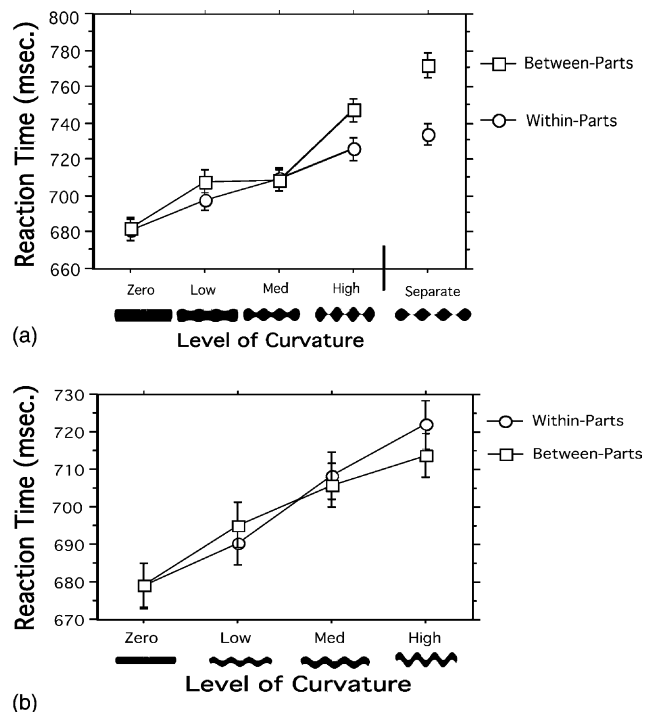 800
780
760
740
720
700
680
660
Reaction Time (msec.)
Between-Parts
Within-Parts
Zero Low Med High Separate
(a)
Level of Curvature
730
720
710
700
690
680
670
Reaction Time (msec.)
Within-Parts
Between-Parts
Zero Low Med High
Level of Curvature
(b)